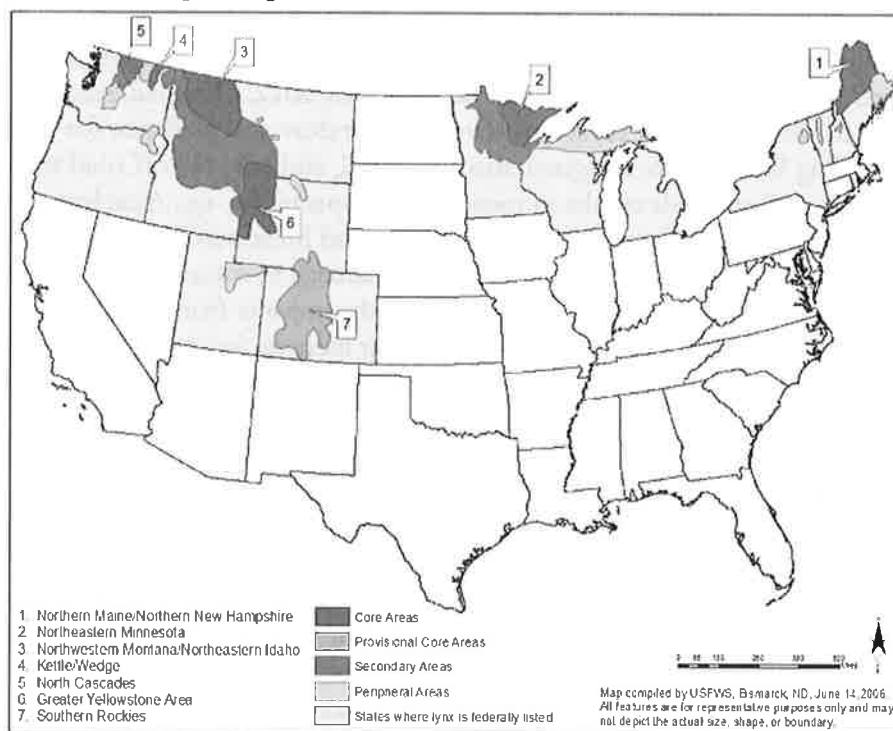 5
4
3
2
1
6
7
1. Northern Maine/Northern New Hampshire
2 Northeastern Minnesota
3 Northwestern Montana/Northeastern Idaho
4. Kettle/Wedge
5 North Cascades
6. Greater Yellowstone Area
7. Southern Rockies
Core Areas
Provisional Core Areas
Secondary Areas
Peripheral Areas
States where lynx is federally listed
Map compiled by USFWS, Bismarck, ND, June 14, 2006.
All features are for representative purposes only and may
not depict the actual size, shape, or boundary.